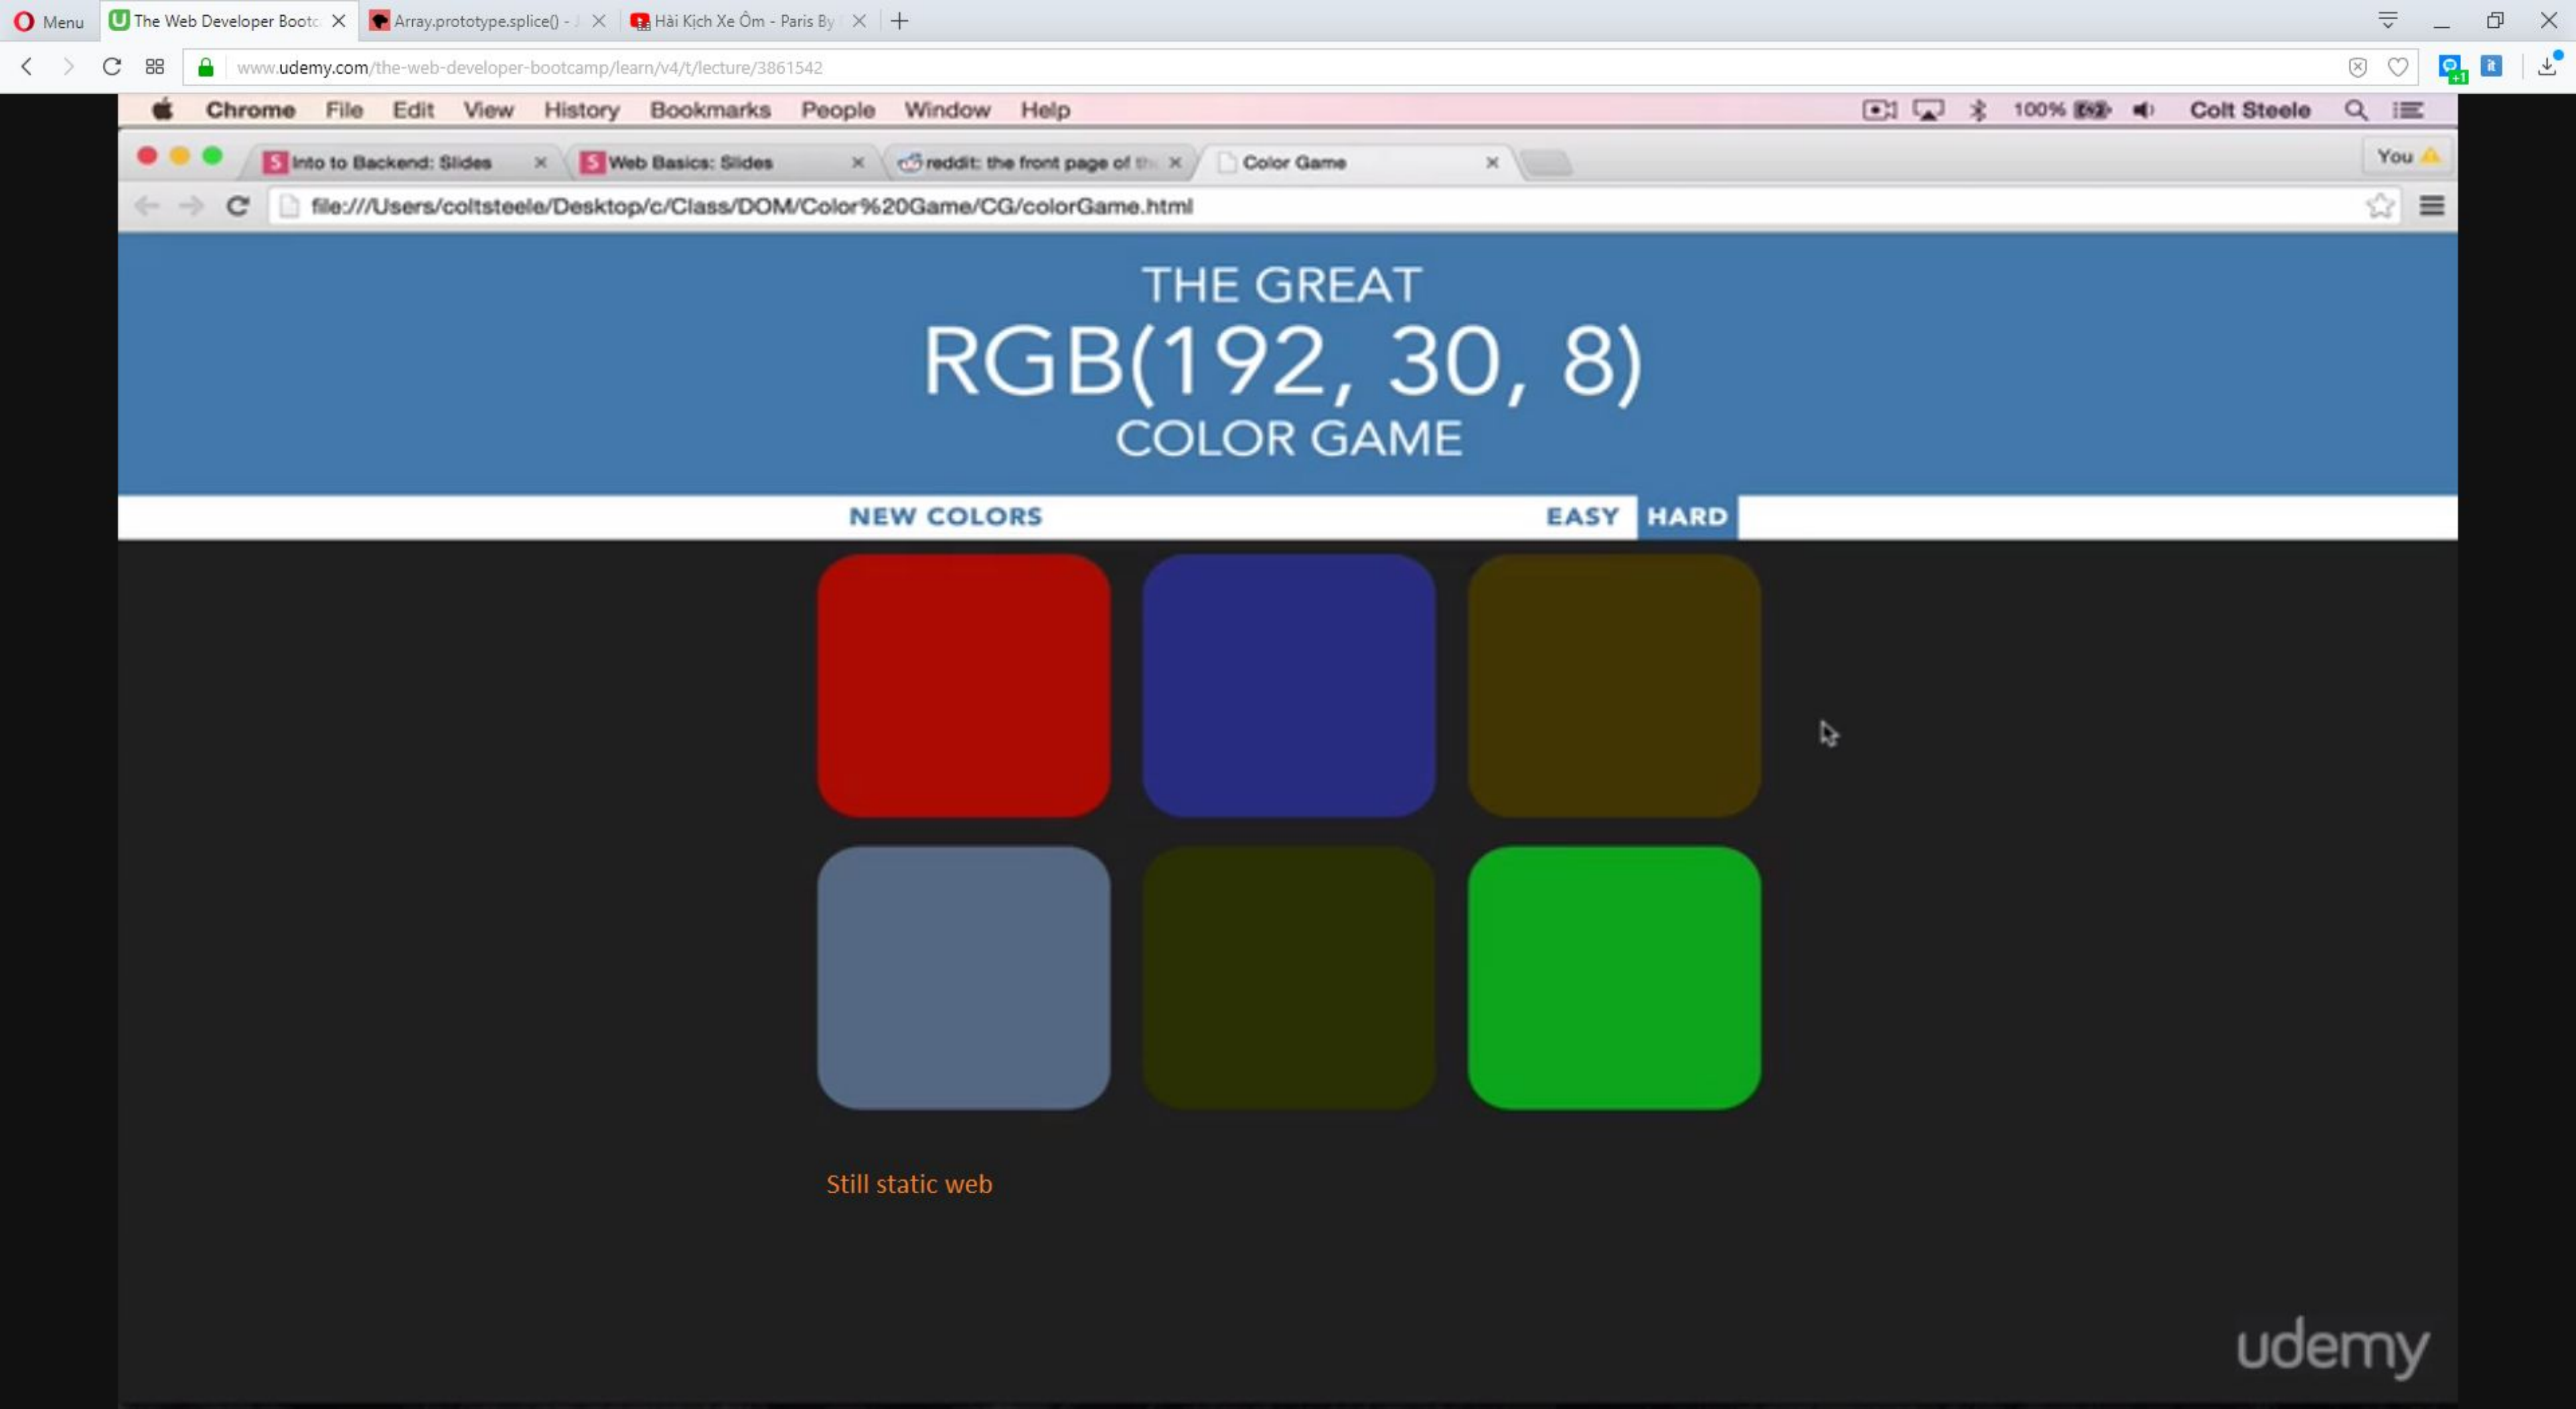 Menu
The Web Developer Bootc
Array.prototype.splice() - J
Hài Kịch Xe Ôm - Paris By
www.udemy.com/the-web-developer-bootcamp/learn/v4/t/lecture/3861542
+1
Chrome File Edit View History Bookmarks People Window Help
100%
Colt Steele
Into to Backend: Slides
Web Basics: Slides
reddit: the front page of th
Color Game
You
file:///Users/coltsteele/Desktop/c/Class/DOM/Color%20Game/CG/colorGame.html
THE GREAT
RGB(192, 30, 8)
COLOR GAME
NEW COLORS
EASY HARD
Still static web
udemy